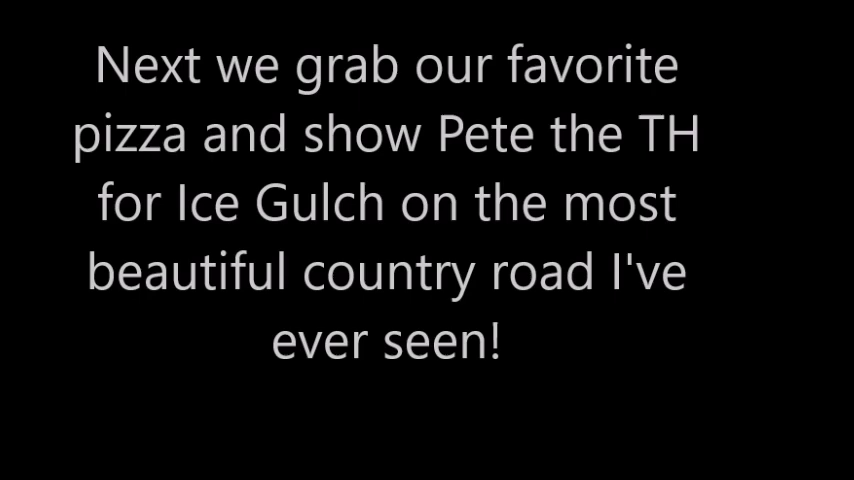 Next we grab our favorite
pizza and show Pete the TH
for Ice Gulch on the most
beautiful country road I've
ever seen!